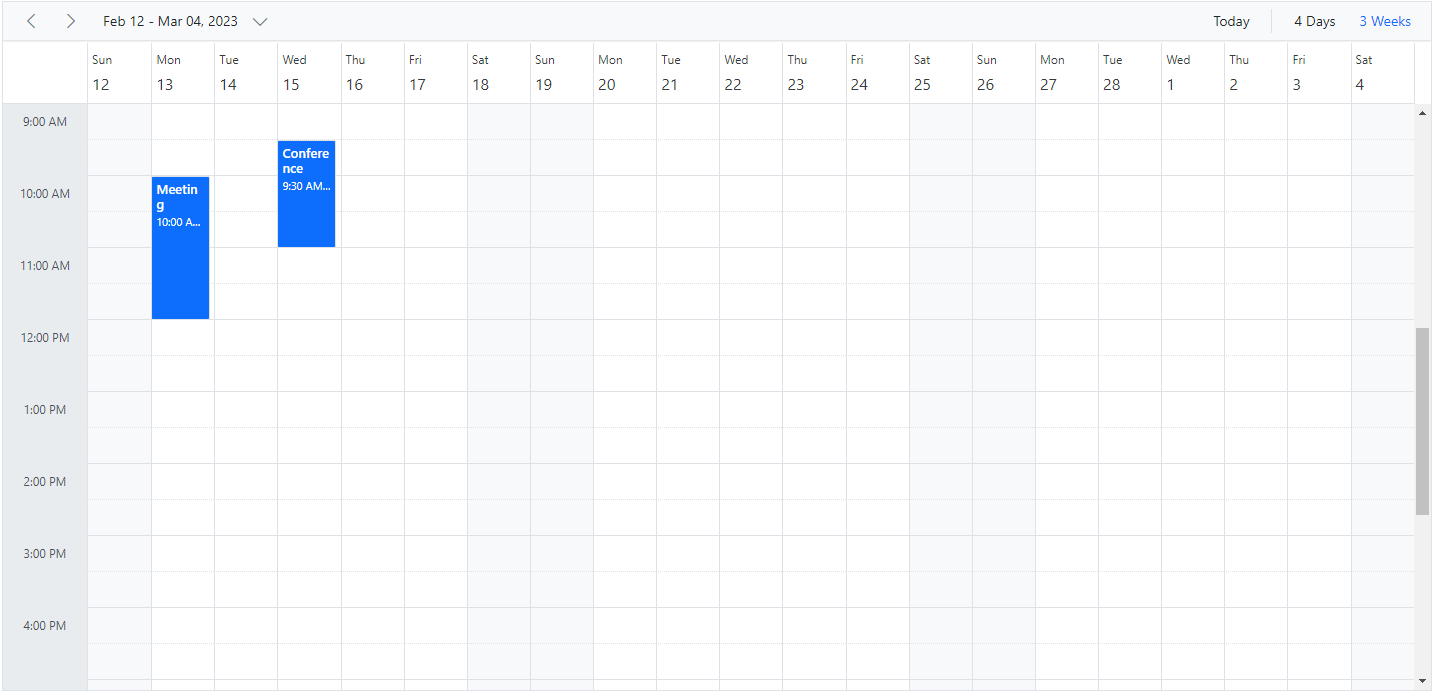 Feb 12 - Mar 04, 2023 Today 4 Days 3 Weeks
Sun Mon Tue Wed Thu Fri Sat Sun Mon Tue Wed Thu Fri Sat Sun Mon Tue Wed Thu Fri Sat
12 13 14 15 16 17 18 19 20 21 22 23 24 25 26 27 28 1 2 3 4
9:00 AM
Confere
nce
9:30 AM...
10:00 AM
Meetin
g
10:00 A...
11:00 AM
12:00 PM
1:00 PM
2:00 PM
3:00 PM
4:00 PM